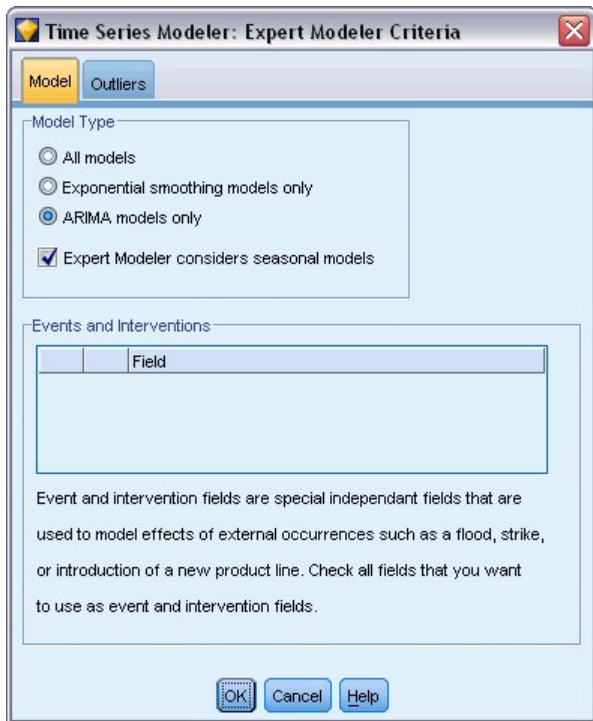 Time Series Modeler: Expert Modeler Criteria
Model
Outliers
Model Type
All models
Exponential smoothing models only
ARIMA models only
Expert Modeler considers seasonal models
Events and Interventions
Field
Event and intervention fields are special independant fields that are
used to model effects of external occurrences such as a flood, strike,
or introduction of a new product line. Check all fields that you want
to use as event and intervention fields.
OK
Cancel
Help